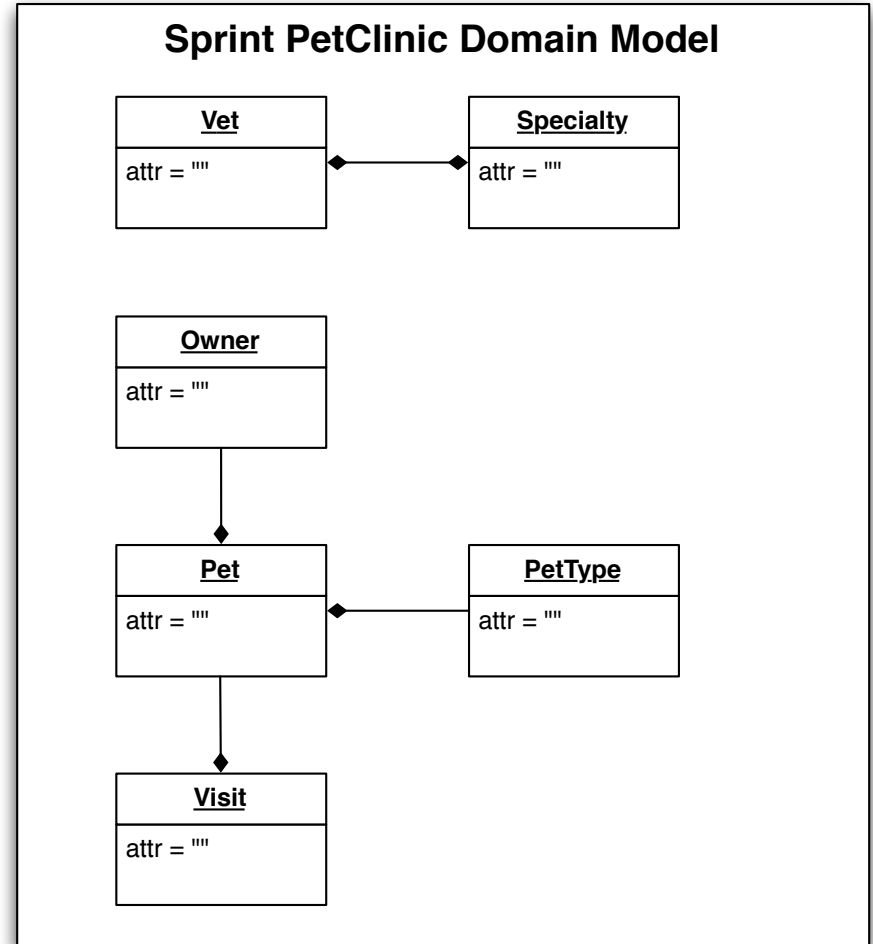 Sprint PetClinic Domain Model
Vet
attr = ""
Specialty
attr = ""
Owner
attr = ""
Pet
attr = ""
PetType
attr = ""
Visit
attr = ""